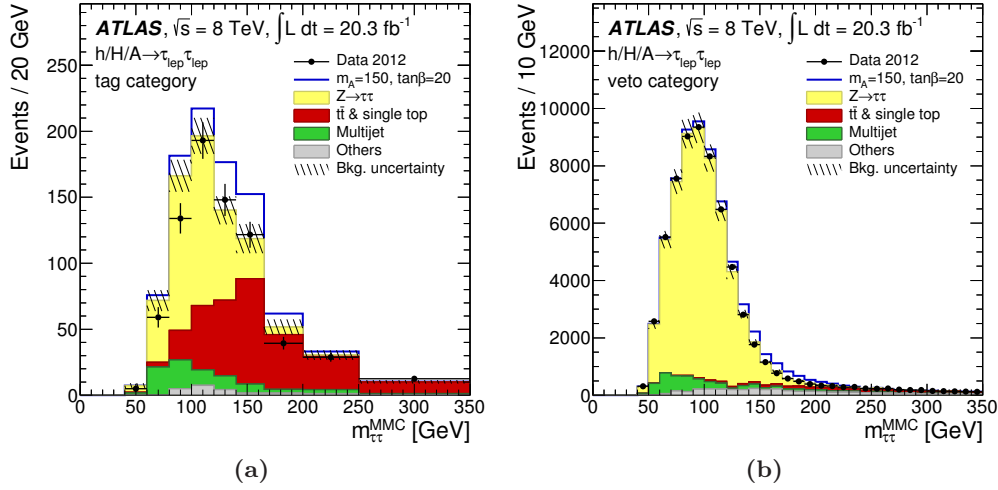 ATLAS, √s = 8 TeV, ∫L dt = 20.3 fb⁻¹
h/H/A→τlepτlep
tag category
Data 2012
mA=150, tanβ=20
Z→ττ
tt̄ & single top
Multijet
Others
Bkg. uncertainty
Events / 20 GeV
250
200
150
100
50
0
0 50 100 150 200 250 300 350
mττMMC [GeV]
(a)
ATLAS, √s = 8 TeV, ∫L dt = 20.3 fb⁻¹
h/H/A→τlepτlep
veto category
Data 2012
mA=150, tanβ=20
Z→ττ
tt̄ & single top
Multijet
Others
Bkg. uncertainty
Events / 10 GeV
12000
10000
8000
6000
4000
2000
0
0 50 100 150 200 250 300 350
mττMMC [GeV]
(b)